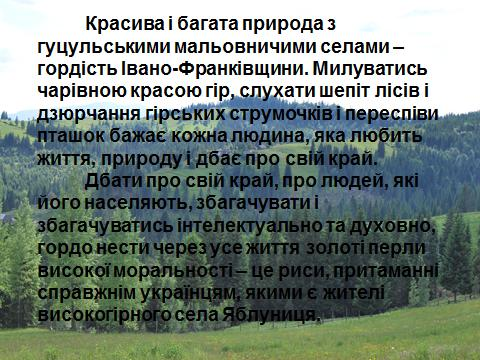 Красива і багата природа з
гуцульськими мальовничими селами –
гордість Івано-Франківщини. Милуватись
чарівною красою гір, слухати шепіт лісів і
дзюрчання гірських струмочків і переспіви
пташок бажає кожна людина, яка любить
життя, природу і дбає про свій край.
Дбати про свій край, про людей, які
його населяють, збагачувати і
збагачуватись інтелектуально та духовно,
гордо нести через усе життя золоті перли
високої моральності – це риси, притаманні
справжнім українцям, якими є жителі
високогірного села Яблуниця.